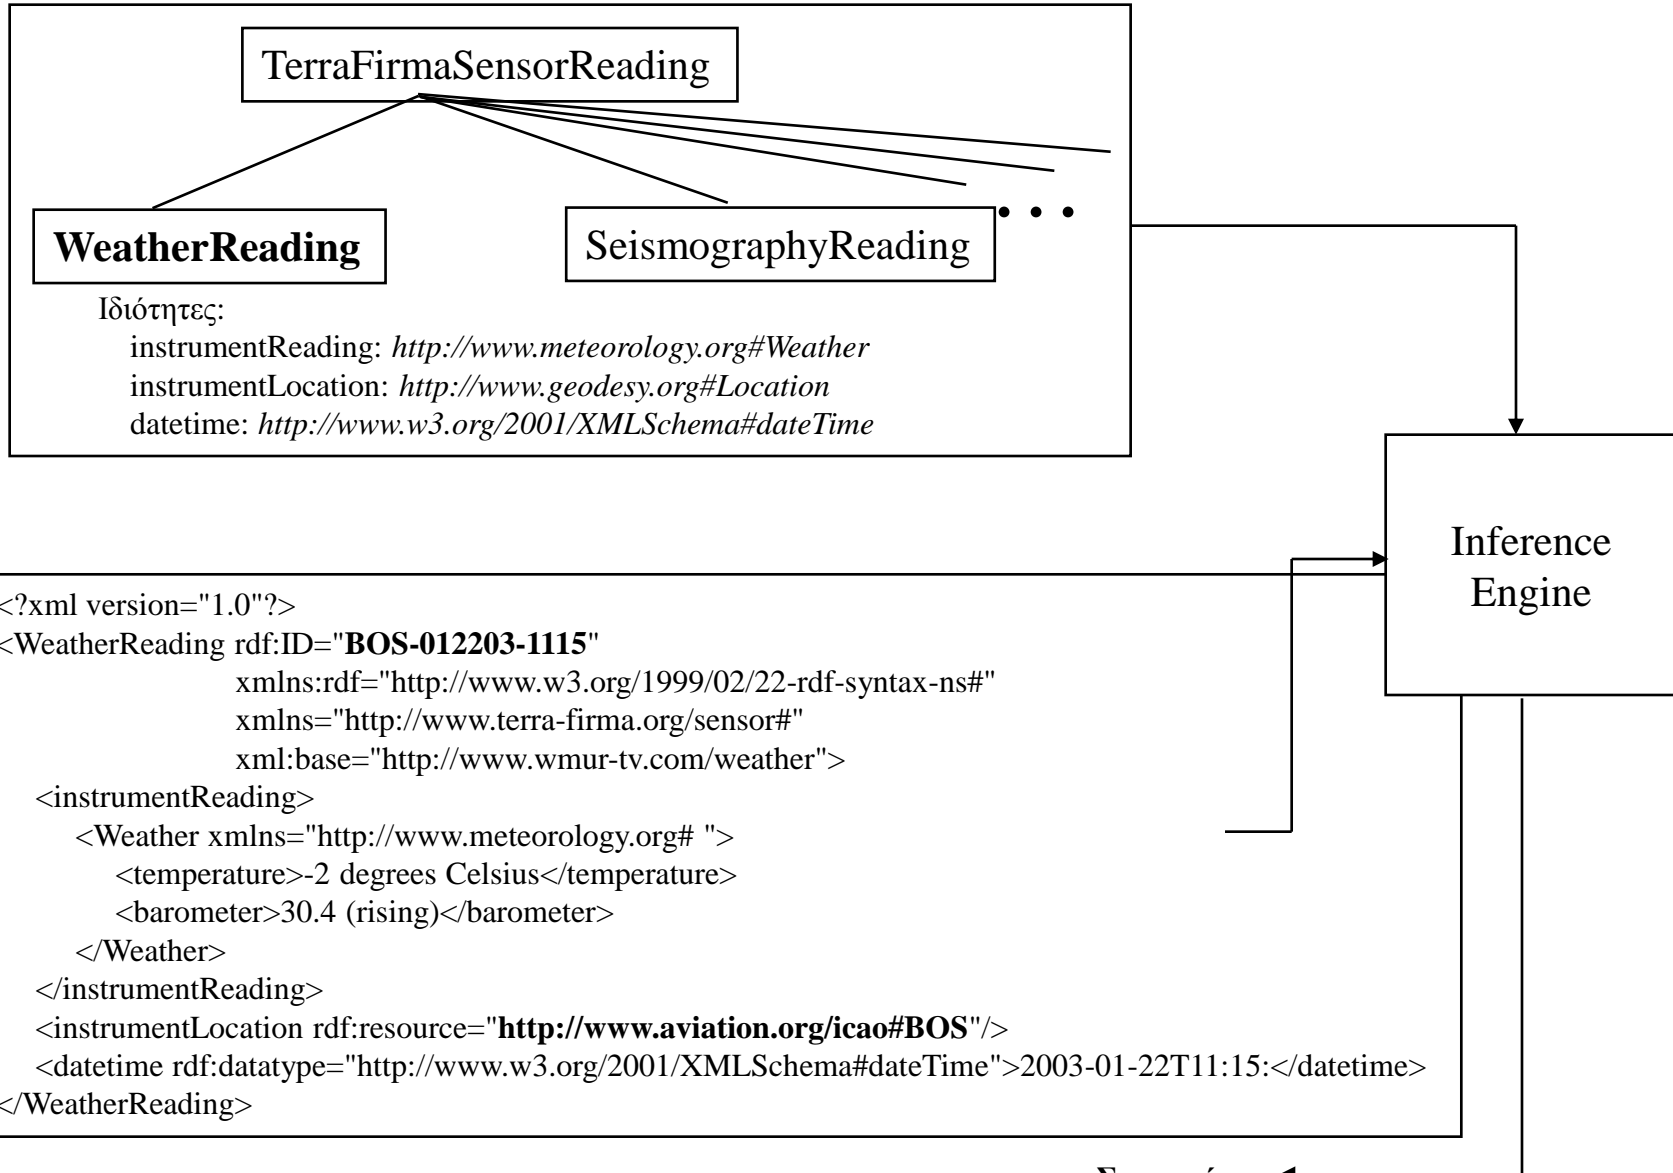 TerraFirmaSensorReading
WeatherReading
SeismographyReading
• • •
Ιδιότητες:
instrumentReading: http://www.meteorology.org#Weather
instrumentLocation: http://www.geodesy.org#Location
datetime: http://www.w3.org/2001/XMLSchema#dateTime
Inference
Engine
<?xml version="1.0"?>
<WeatherReading rdf:ID="BOS-012203-1115"
xmlns:rdf="http://www.w3.org/1999/02/22-rdf-syntax-ns#"
xmlns="http://www.terra-firma.org/sensor#"
xml:base="http://www.wmur-tv.com/weather">
<instrumentReading>
<Weather xmlns="http://www.meteorology.org# ">
<temperature>-2 degrees Celsius</temperature>
<barometer>30.4 (rising)</barometer>
</Weather>
</instrumentReading>
<instrumentLocation rdf:resource="http://www.aviation.org/icao#BOS"/>
<datetime rdf:datatype="http://www.w3.org/2001/XMLSchema#dateTime">2003-01-22T11:15:</datetime>
</WeatherReading>